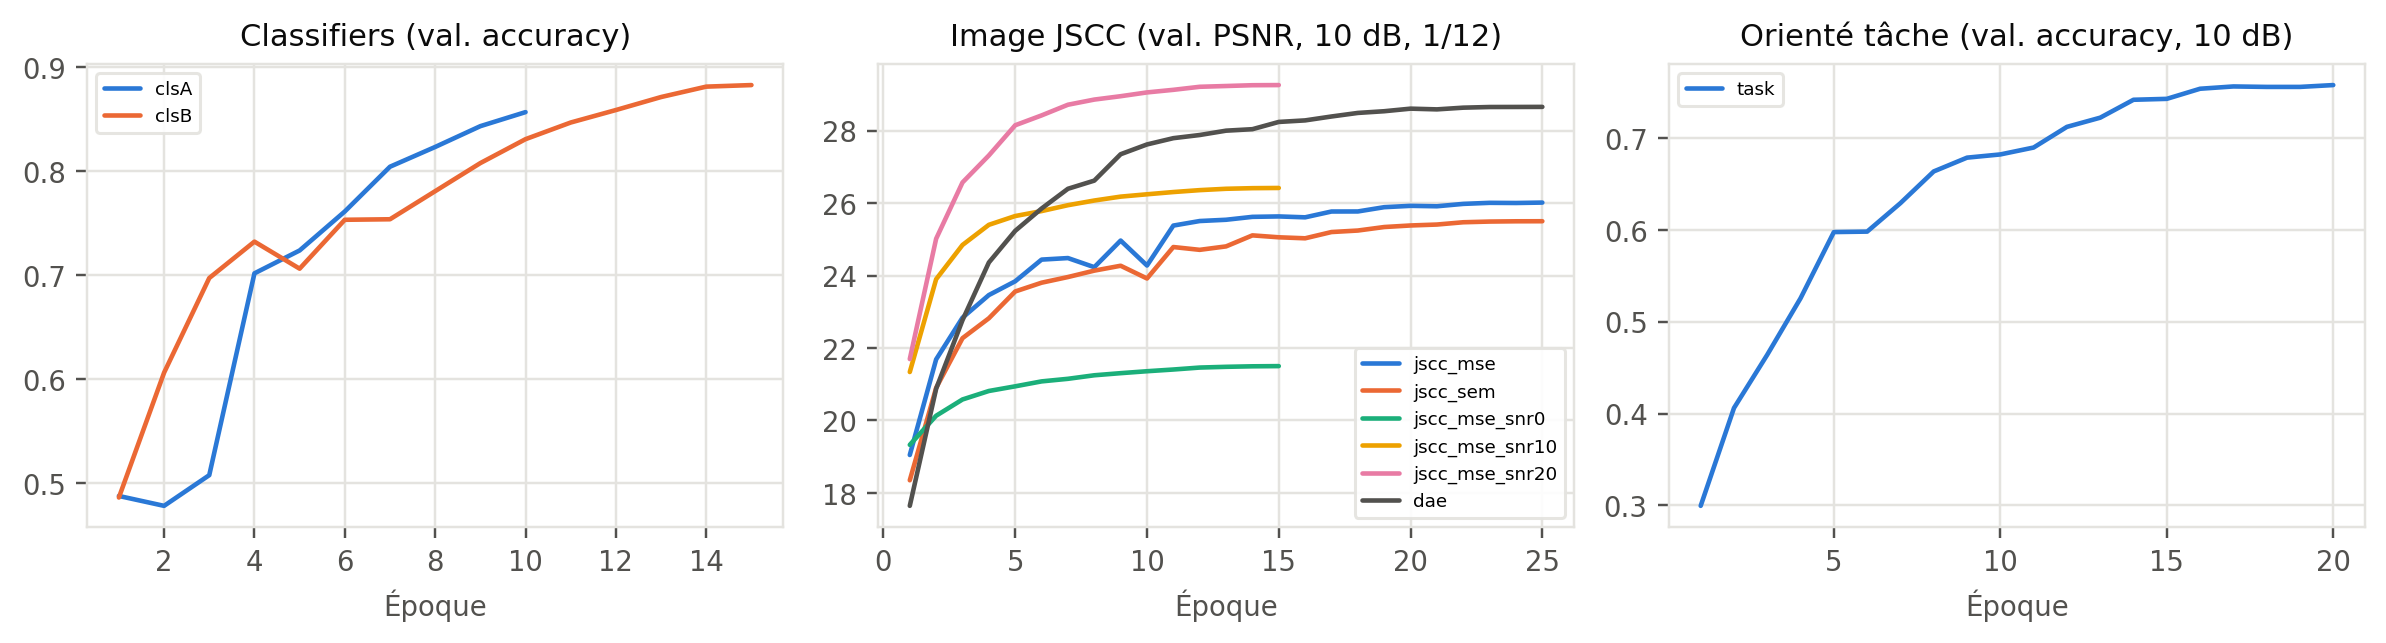 Classifiers (val. accuracy)
clsA
clsB
0.9
0.8
0.7
0.6
0.5
2 4 6 8 10 12 14
Époque
Image JSCC (val. PSNR, 10 dB, 1/12)
28
26
24
22
20
18
jscc_mse
jscc_sem
jscc_mse_snr0
jscc_mse_snr10
jscc_mse_snr20
dae
0 5 10 15 20 25
Époque
Orienté tâche (val. accuracy, 10 dB)
task
0.7
0.6
0.5
0.4
0.3
5 10 15 20
Époque